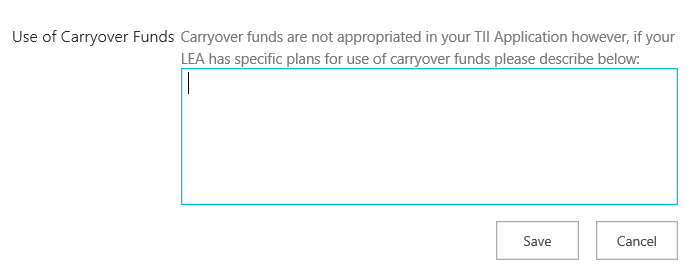 Use of Carryover Funds Carryover funds are not appropriated in your TII Application however, if your
LEA has specific plans for use of carryover funds please describe below:
Save Cancel